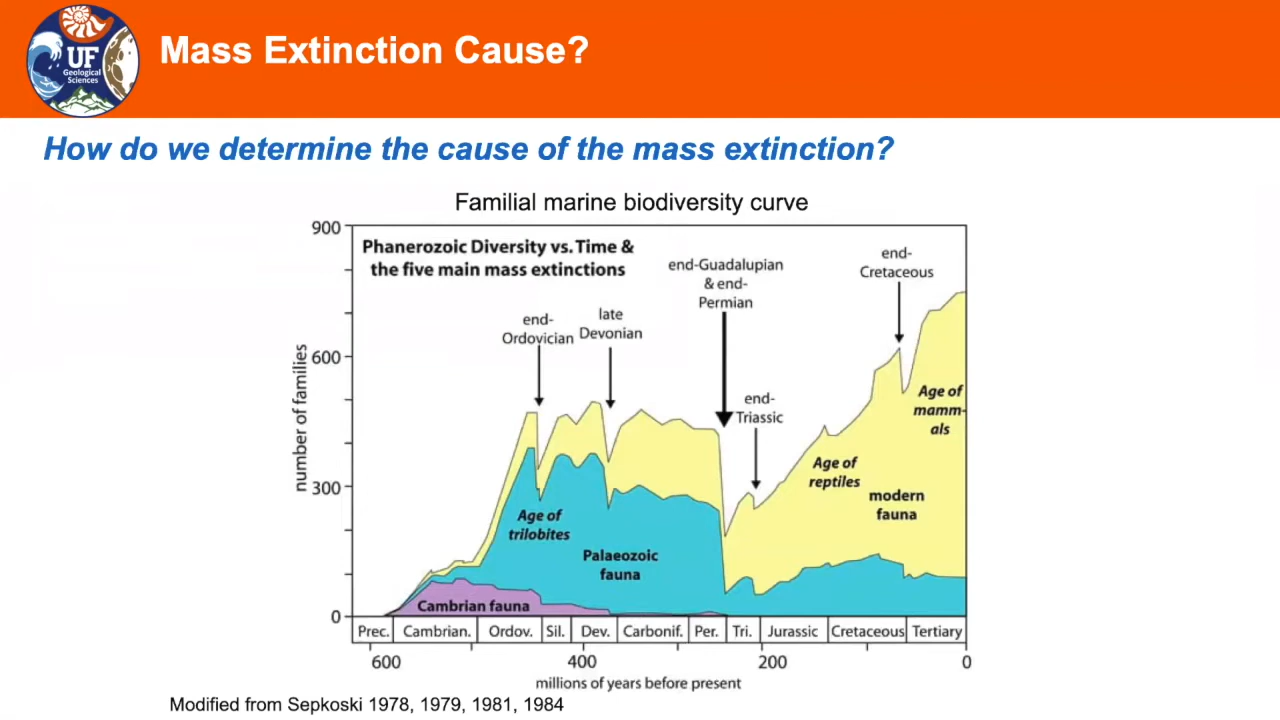 UF
Geological
Sciences
Mass Extinction Cause?
How do we determine the cause of the mass extinction?
Familial marine biodiversity curve
Phanerozoic Diversity vs. Time &
the five main mass extinctions
end-
Ordovician
late
Devonian
end-Guadalupian
& end-
Permian
end-
Triassic
end-
Cretaceous
Age of
mamm-
als
Age of
reptiles
modern
fauna
Age of
trilobites
Palaeozoic
fauna
Cambrian fauna
number of families
900
600
300
0
Prec.
Cambrian.
Ordov.
Sil.
Dev.
Carbonif.
Per.
Tri.
Jurassic
Cretaceous
Tertiary
600
400
200
0
millions of years before present
Modified from Sepkoski 1978, 1979, 1981, 1984